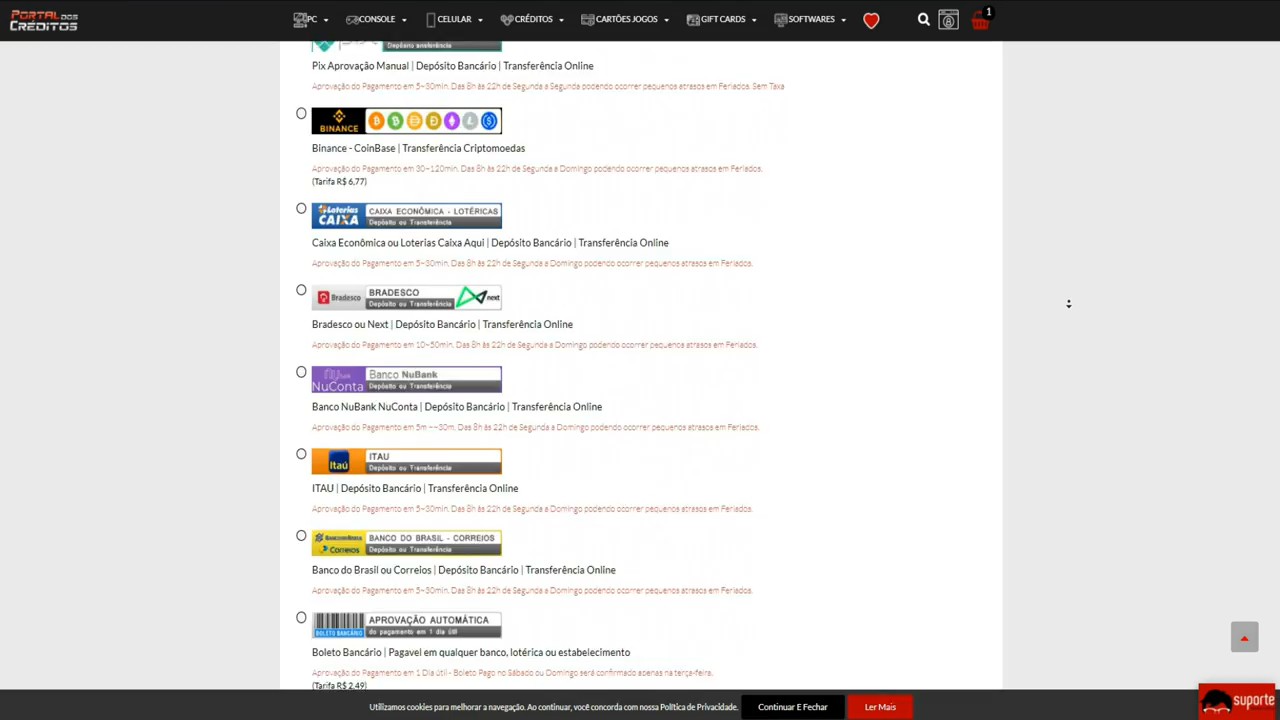 PORTAL DOS CRÉDITOS
PC
CONSOLE
CELULAR
CRÉDITOS
CARTÕES JOGOS
GIFT CARDS
SOFTWARES
1
Depósito ou Transferência
Pix Aprovação Manual | Depósito Bancário | Transferência Online
Aprovação do Pagamento em 5~30min. Das 8h às 22h de Segunda a Segunda podendo ocorrer pequenos atrasos em Feriados. Sem Taxa
BINANCE
Binance - CoinBase | Transferência Criptomoedas
Aprovação do Pagamento em 30~120min. Das 8h às 22h de Segunda a Domingo podendo ocorrer pequenos atrasos em Feriados.
(Tarifa R$ 6,77)
Loterias CAIXA
CAIXA ECONÔMICA - LOTÉRICAS
Depósito ou Transferência
Caixa Econômica ou Loterias Caixa Aqui | Depósito Bancário | Transferência Online
Aprovação do Pagamento em 5~30min. Das 8h às 22h de Segunda a Domingo podendo ocorrer pequenos atrasos em Feriados.
Bradesco
BRADESCO
Depósito ou Transferência
next
Bradesco ou Next | Depósito Bancário | Transferência Online
Aprovação do Pagamento em 10~50min. Das 8h às 22h de Segunda a Domingo podendo ocorrer pequenos atrasos em Feriados.
NuConta
Banco NuBank
Depósito ou Transferência
Banco NuBank NuConta | Depósito Bancário | Transferência Online
Aprovação do Pagamento em 5m ~~30m. Das 8h às 22h de Segunda a Domingo podendo ocorrer pequenos atrasos em Feriados.
Itaú
ITAU
Depósito ou Transferência
ITAU | Depósito Bancário | Transferência Online
Aprovação do Pagamento em 5~30min. Das 8h às 22h de Segunda a Domingo podendo ocorrer pequenos atrasos em Feriados.
Correios
BANCO DO BRASIL - CORREIOS
Depósito ou Transferência
Banco do Brasil ou Correios | Depósito Bancário | Transferência Online
Aprovação do Pagamento em 5~30min. Das 8h às 22h de Segunda a Domingo podendo ocorrer pequenos atrasos em Feriados.
BOLETO BANCÁRIO
APROVAÇÃO AUTOMÁTICA
do pagamento em 1 dia útil
Boleto Bancário | Pagavel em qualquer banco, lotérica ou estabelecimento
Aprovação do Pagamento em 1 Dia útil - Boleto Pago no Sábado ou Domingo será confirmado apenas na terça-feira.
(Tarifa R$ 2,49)
Utilizamos cookies para melhorar a navegação. Ao continuar, você concorda com nossa Política de Privacidade.
Continuar E Fechar
Ler Mais
suporte